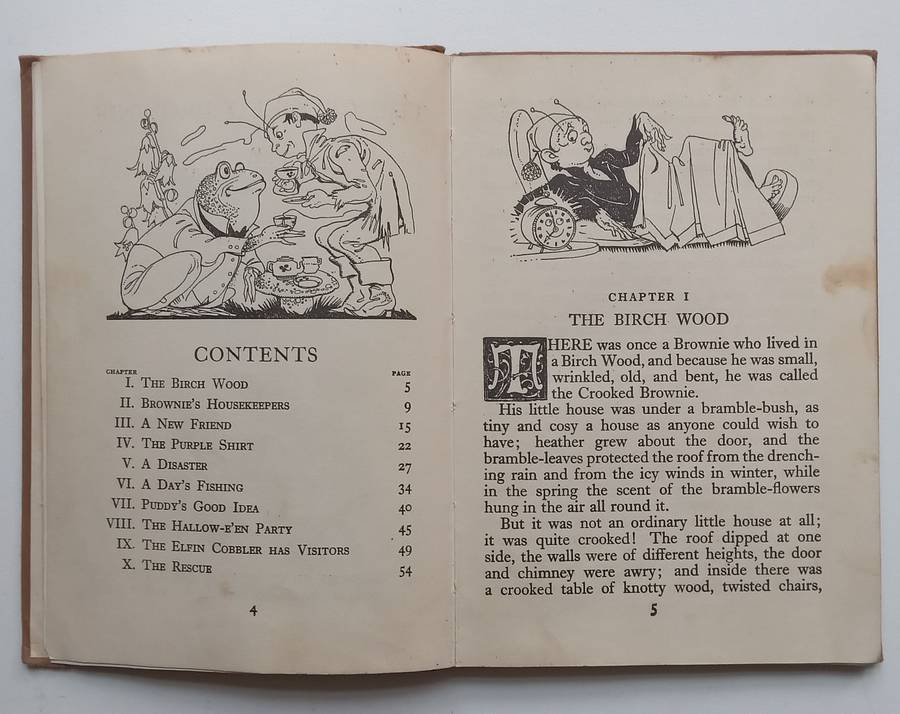 CONTENTS
CHAPTER PAGE
I. THE BIRCH WOOD 5
II. BROWNIE'S HOUSEKEEPERS 9
III. A NEW FRIEND 15
IV. THE PURPLE SHIRT 22
V. A DISASTER 27
VI. A DAY'S FISHING 34
VII. PUDDY'S GOOD IDEA 40
VIII. THE HALLOW-E'EN PARTY 45
IX. THE ELFIN COBBLER HAS VISITORS 49
X. THE RESCUE 54
4
CHAPTER I
THE BIRCH WOOD
THERE was once a Brownie who lived in
a Birch Wood, and because he was small,
wrinkled, old, and bent, he was called
the Crooked Brownie.
His little house was under a bramble-bush, as
tiny and cosy a house as anyone could wish to
have; heather grew about the door, and the
bramble-leaves protected the roof from the drench-
ing rain and from the icy winds in winter, while
in the spring the scent of the bramble-flowers
hung in the air all round it.
But it was not an ordinary little house at all;
it was quite crooked! The roof dipped at one
side, the walls were of different heights, the door
and chimney were awry; and inside there was
a crooked table of knotty wood, twisted chairs,
5